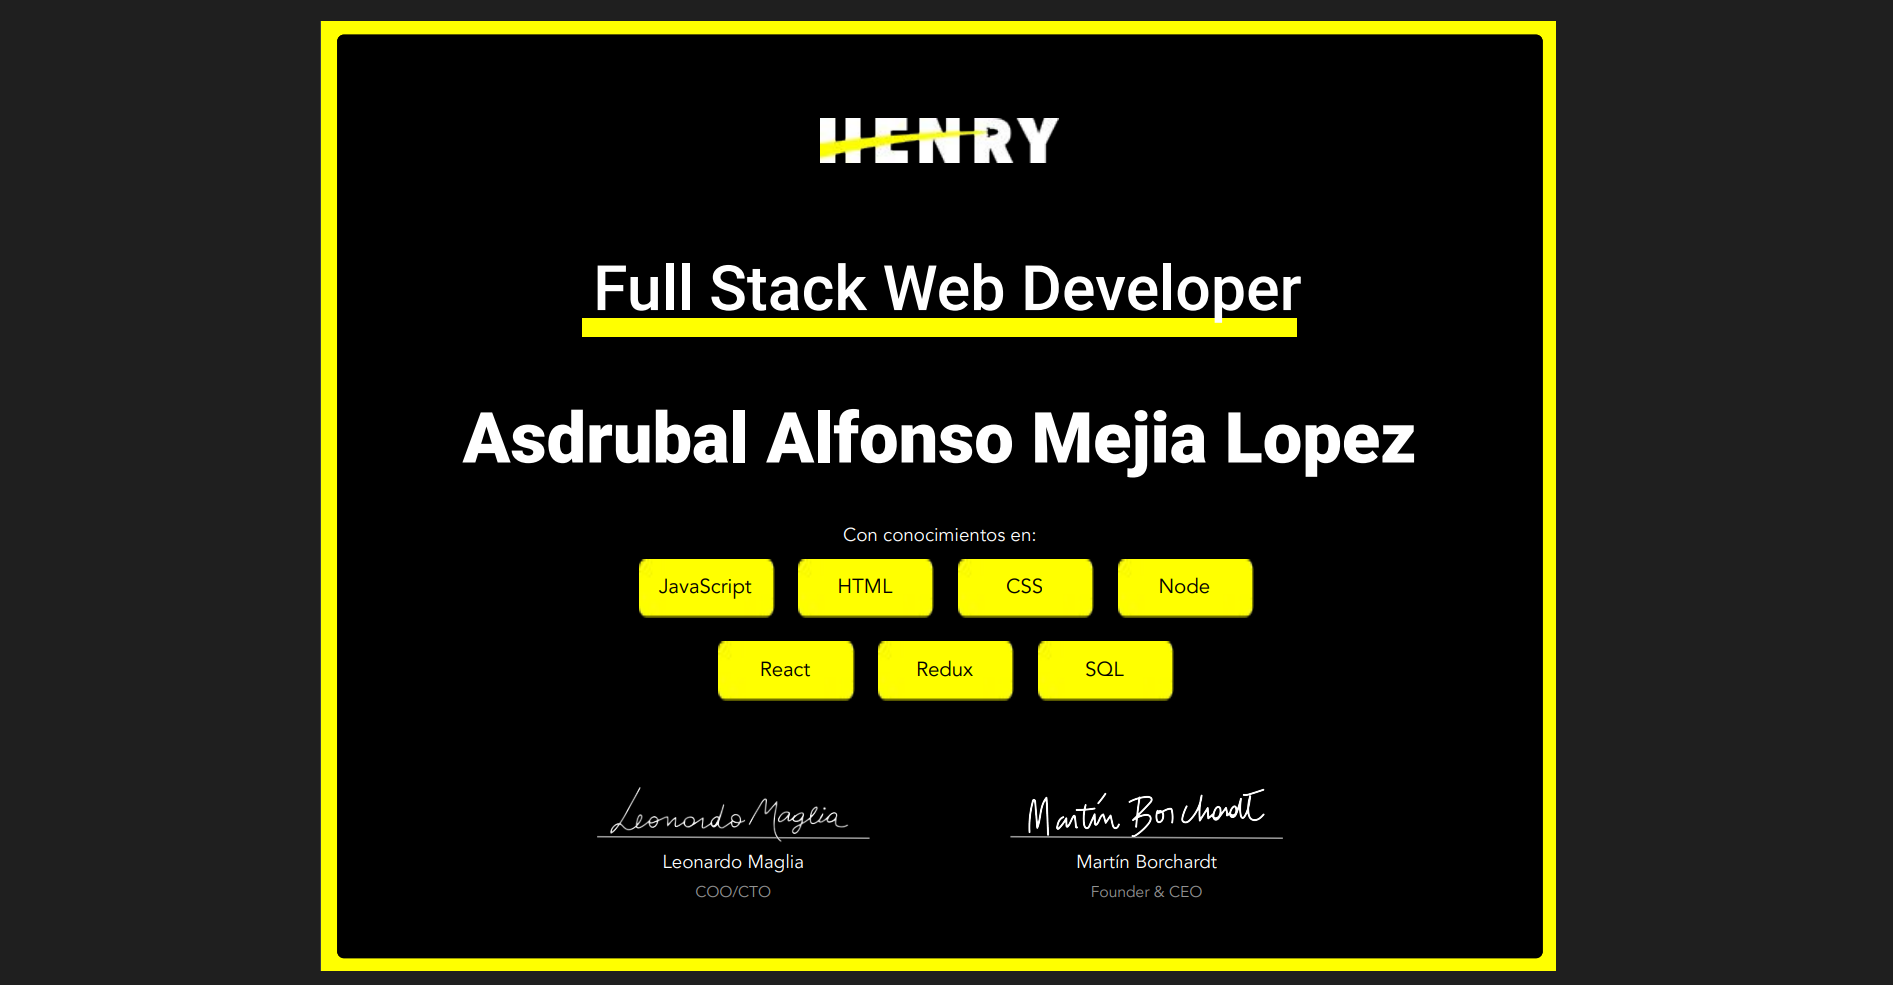 HENRY
Full Stack Web Developer
Asdrubal Alfonso Mejia Lopez
Con conocimientos en:
JavaScript HTML CSS Node
React Redux SQL
Leonardo Maglia Martín Borchardt
Leonardo Maglia Martín Borchardt
COO/CTO Founder & CEO